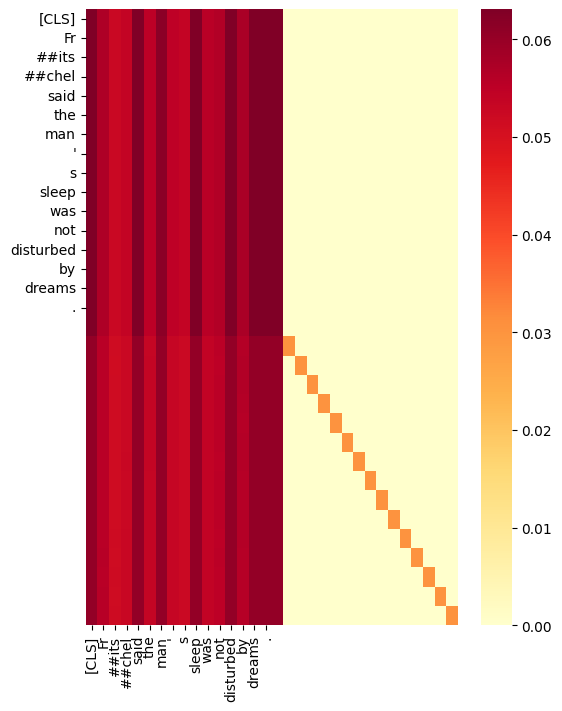 [CLS]
Fr
##its
##chel
said
the
man
'
s
sleep
was
not
disturbed
by
dreams
.
0.06
0.05
0.04
0.03
0.02
0.01
0.00
[CLS]
Fr
##its
##chel
said
the
man
'
s
sleep
was
not
disturbed
by
dreams
.